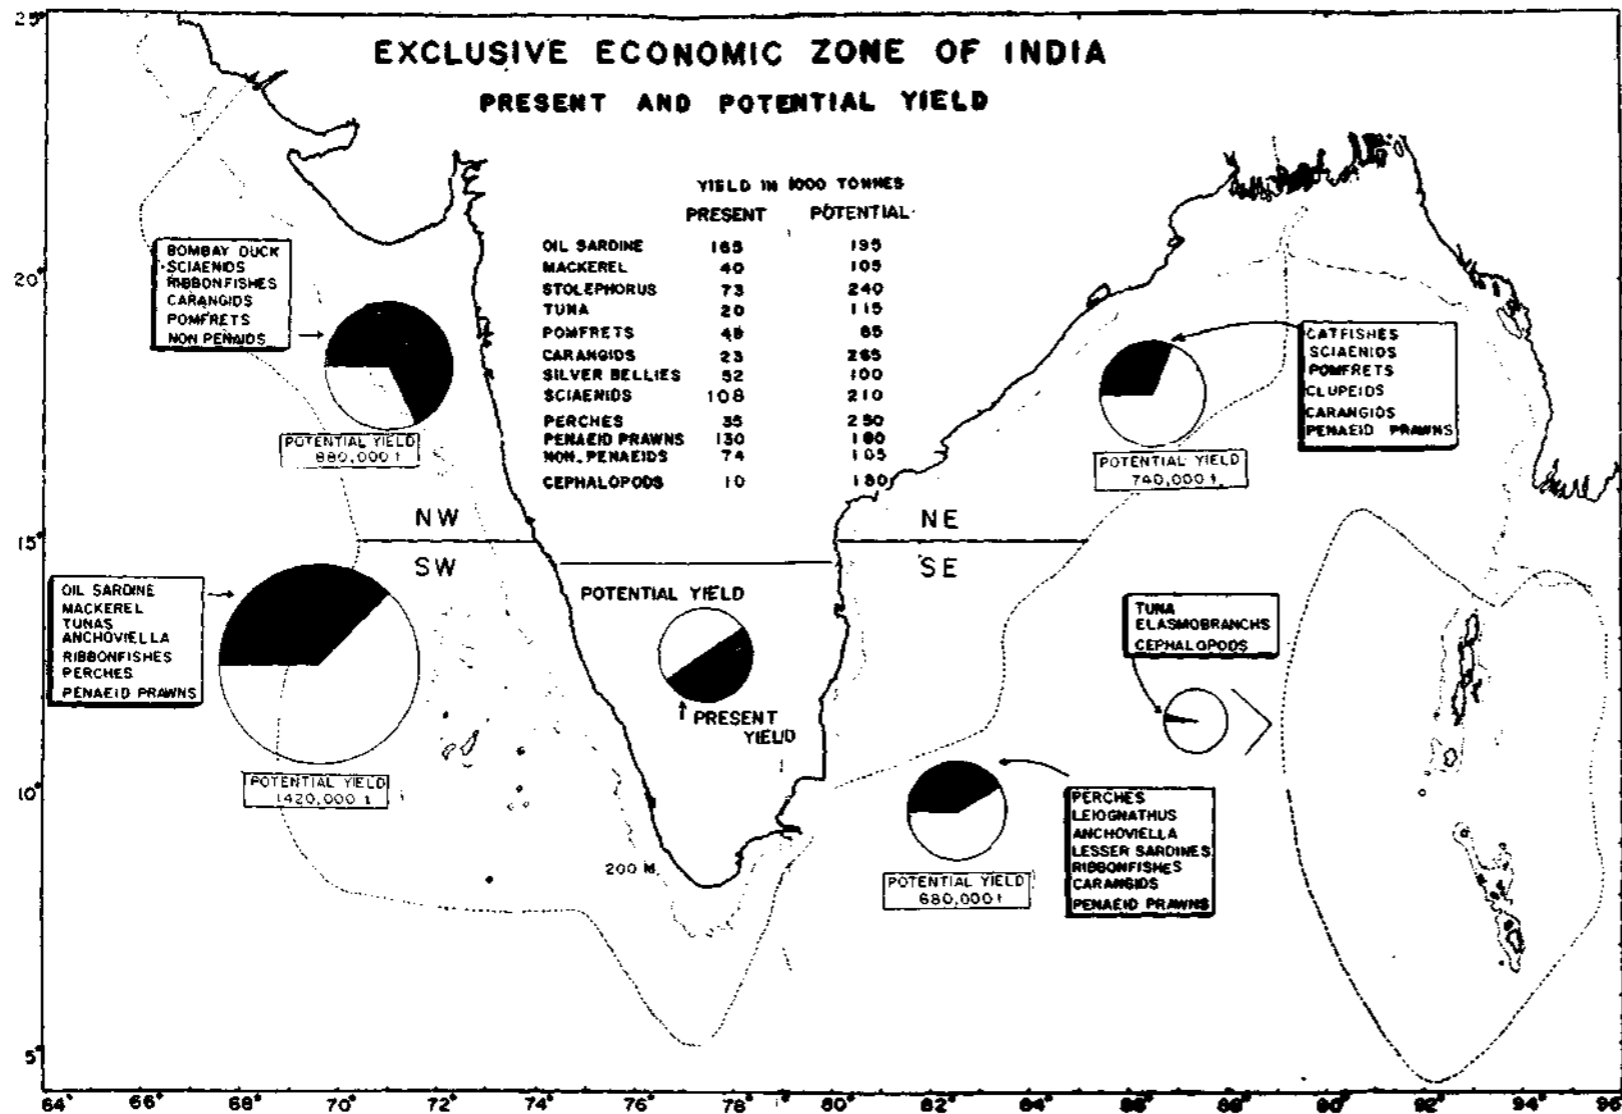 EXCLUSIVE ECONOMIC ZONE OF INDIA
PRESENT AND POTENTIAL YIELD
YIELD IN 1000 TONNES
PRESENT POTENTIAL
OIL SARDINE 165 195
MACKEREL 40 105
STOLEPHORUS 73 240
TUNA 20 115
POMFRETS 48 65
CARANGIDS 23 265
SILVER BELLIES 52 100
SCIAENIDS 108 210
PERCHES 35 250
PENAEID PRAWNS 130 180
NON. PENAEIDS 74 105
CEPHALOPODS 10 180
BOMBAY DUCK
SCIAENIDS
RIBBONFISHES
CARANGIDS
POMFRETS
NON PENAIDS
POTENTIAL YIELD
880,000 t
CATFISHES
SCIAENIDS
POMFRETS
CLUPEIDS
CARANGIDS
PENAEID PRAWNS
POTENTIAL YIELD
740,000 t
NW
SW
NE
SE
OIL SARDINE
MACKEREL
TUNAS
ANCHOVIELLA
RIBBONFISHES
PERCHES
PENAEID PRAWNS
POTENTIAL YIELD
1420,000 t
POTENTIAL YIELD
PRESENT
YIELD
TUNA
ELASMOBRANCHS
CEPHALOPODS
PERCHES
LEIOGNATHUS
ANCHOVIELLA
LESSER SARDINES
RIBBONFISHES
CARANGIDS
PENAEID PRAWNS
POTENTIAL YIELD
680,000 t
200 M
25°
20°
15°
10°
5°
64° 66° 68° 70° 72° 74° 76° 78° 80° 82° 84° 86° 88° 90° 92° 94° 96